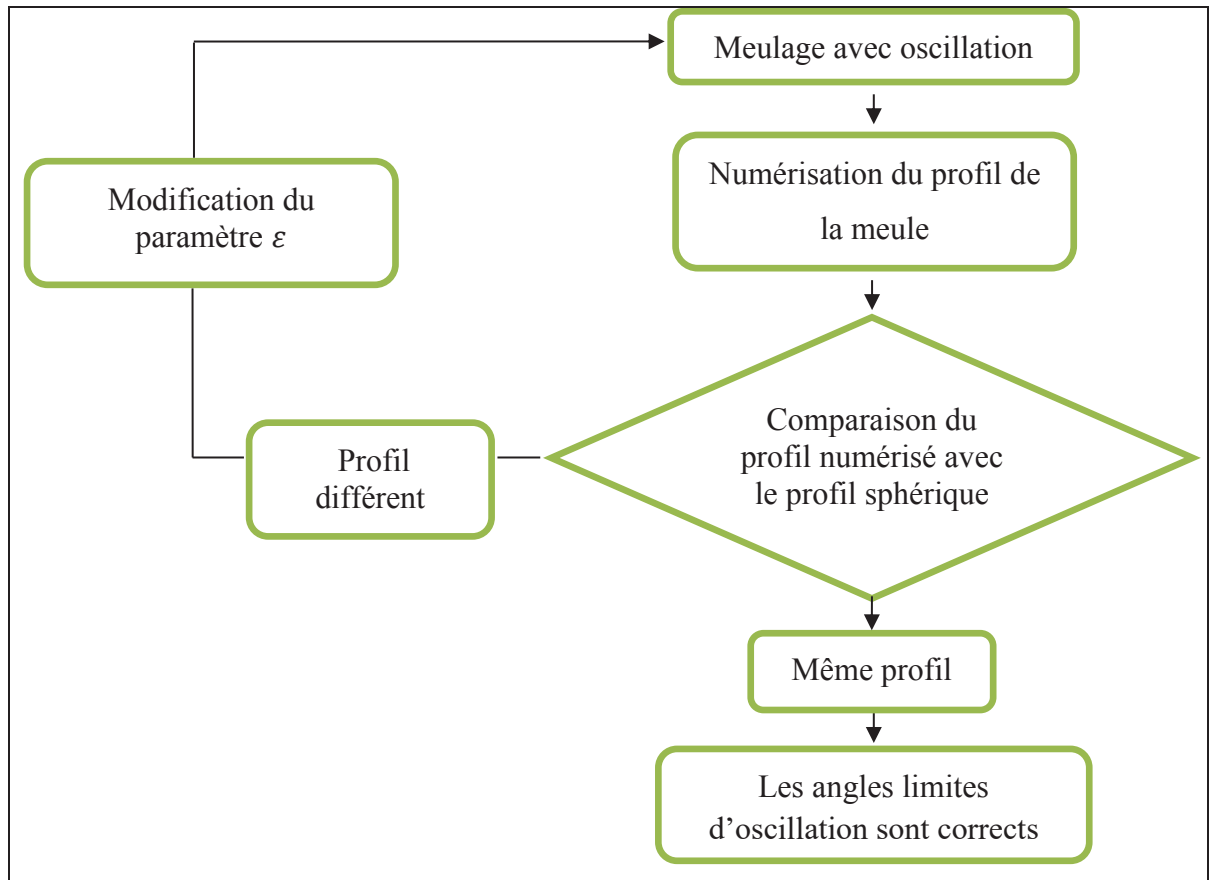 Meulage avec oscillation
Numérisation du profil de
la meule
Modification du
paramètre ε
Comparaison du
profil numérisé avec
le profil sphérique
Profil
différent
Même profil
Les angles limites
d’oscillation sont corrects